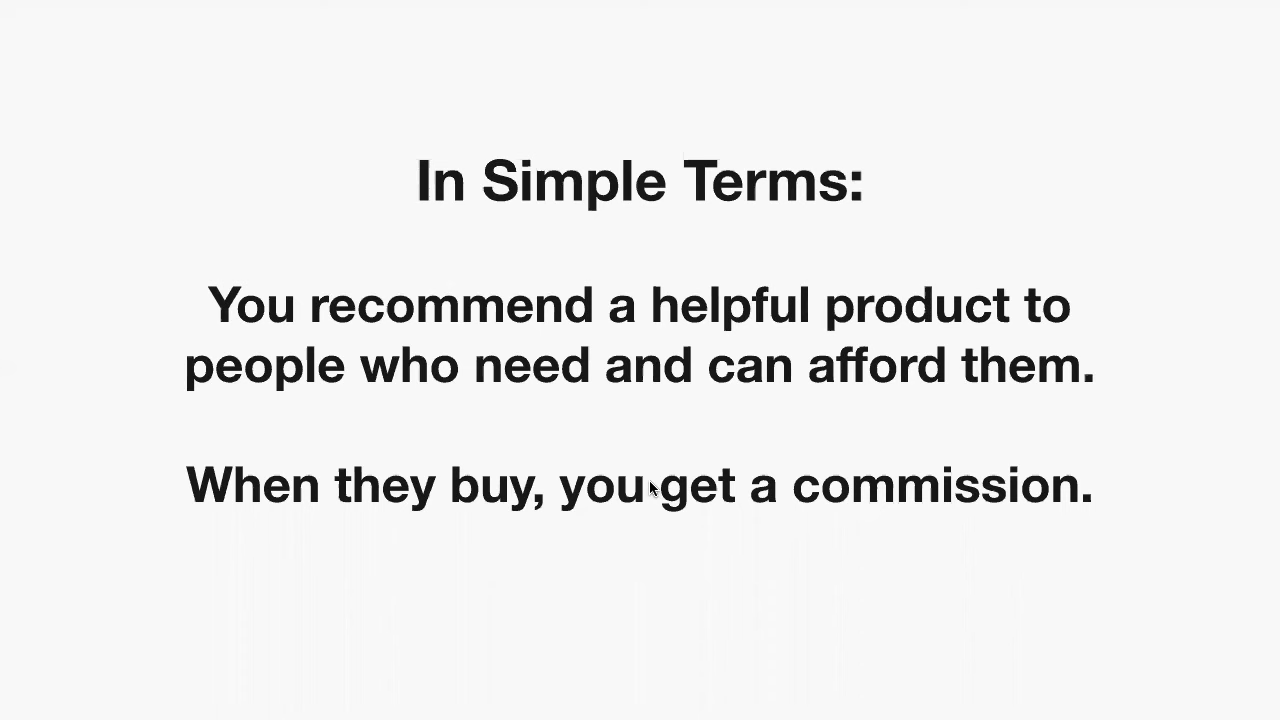 In Simple Terms:
You recommend a helpful product to
people who need and can afford them.
When they buy, you get a commission.